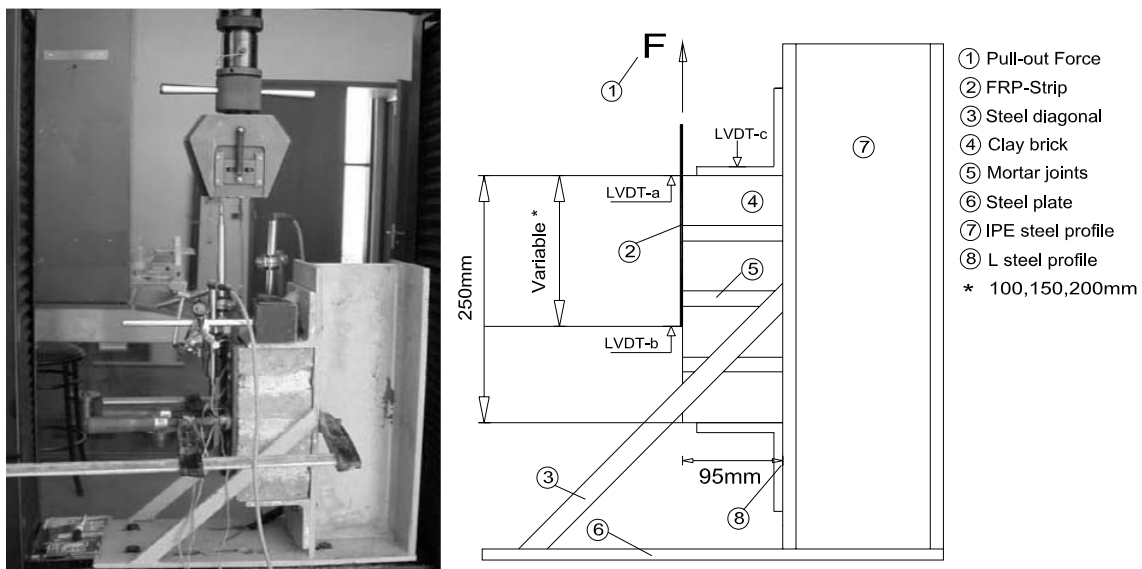 F
①
LVDT-c
LVDT-a
④
②
⑤
Variable *
250mm
LVDT-b
⑦
③
95mm
⑧
⑥
① Pull-out Force
② FRP-Strip
③ Steel diagonal
④ Clay brick
⑤ Mortar joints
⑥ Steel plate
⑦ IPE steel profile
⑧ L steel profile
* 100,150,200mm